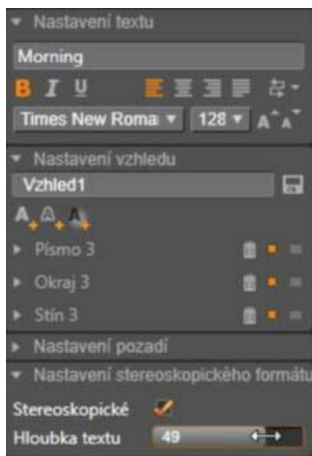 Nastavení textu
Morning
B I U
Times New Roma 128 A A
Nastavení vzhledu
Vzhled1
A A A
Písmo 3
Okraj 3
Stín 3
Nastavení pozadí
Nastavení stereoskopického formátu
Stereoskopické
Hloubka textu 49